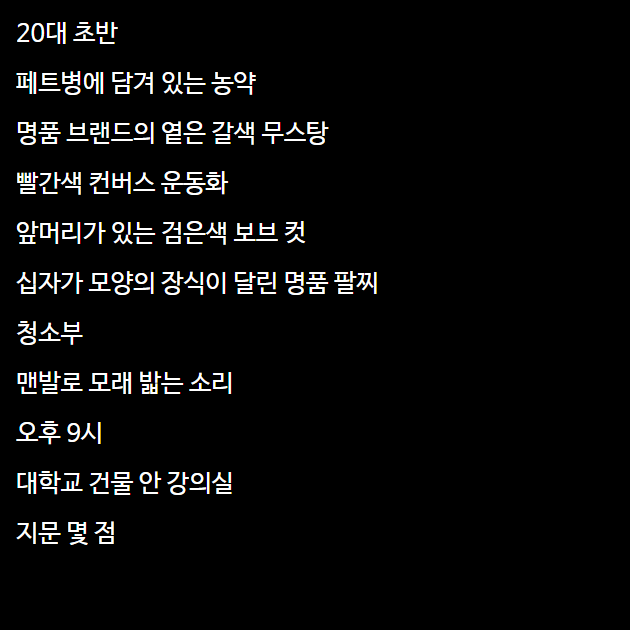 20대 초반
페트병에 담겨 있는 농약
명품 브랜드의 옅은 갈색 무스탕
빨간색 컨버스 운동화
앞머리가 있는 검은색 보브 컷
십자가 모양의 장식이 달린 명품 팔찌
청소부
맨발로 모래 밟는 소리
오후 9시
대학교 건물 안 강의실
지문 몇 점